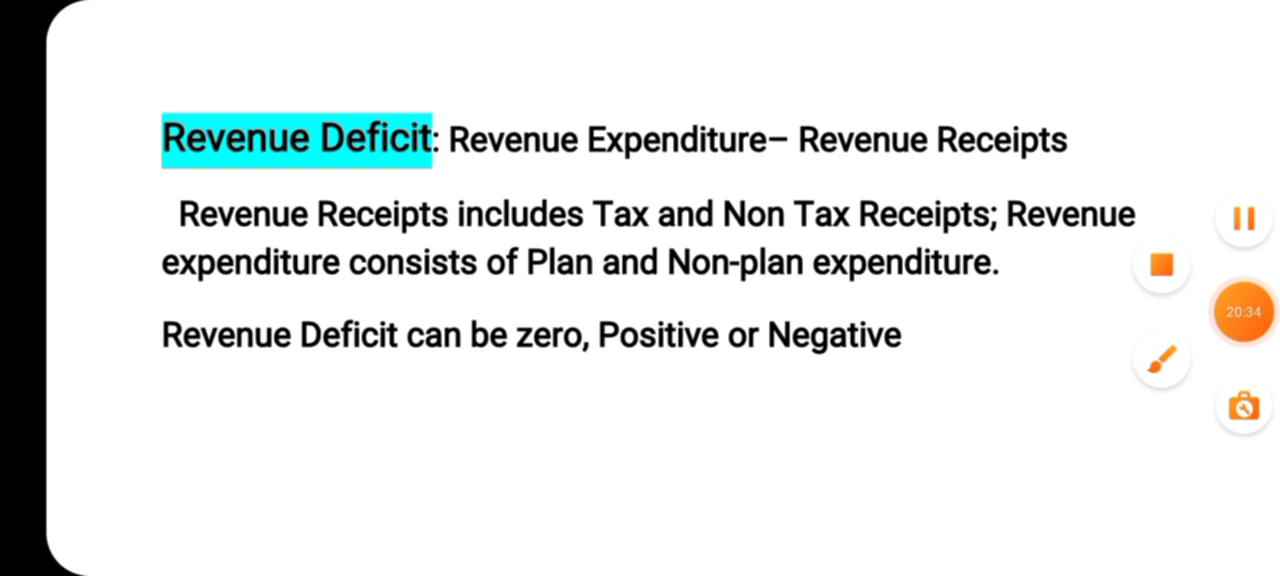 Revenue Deficit: Revenue Expenditure– Revenue Receipts
Revenue Receipts includes Tax and Non Tax Receipts; Revenue
expenditure consists of Plan and Non-plan expenditure.
Revenue Deficit can be zero, Positive or Negative
20:34